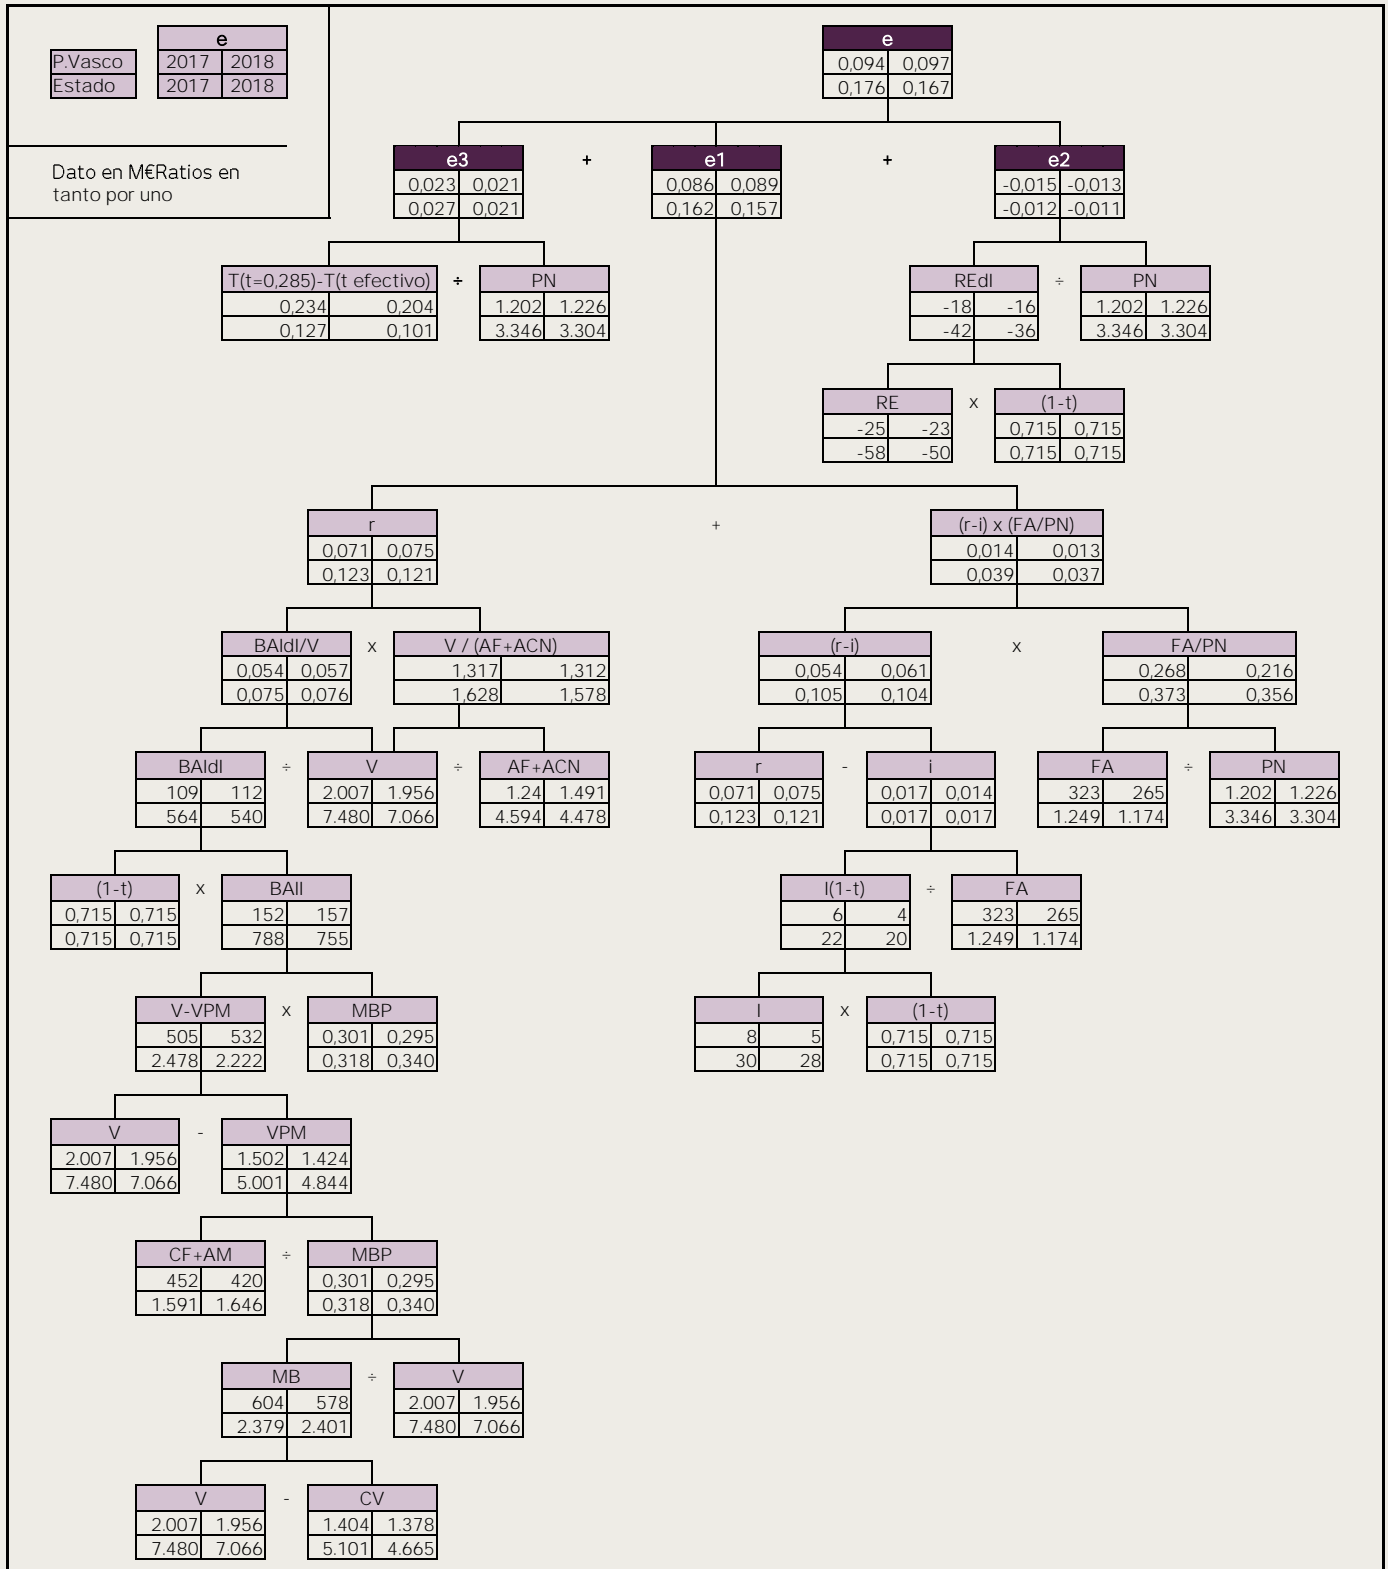 e
P.Vasco 2017 2018
Estado 2017 2018
Dato en M€Ratios en
tanto por uno
e
0,094 0,097
0,176 0,167
e3 + e1 + e2
0,023 0,021 0,086 0,089 -0,015 -0,013
0,027 0,021 0,162 0,157 -0,012 -0,011
T(t=0,285)-T(t efectivo) ÷ PN REdI ÷ PN
0,234 0,204 1.202 1.226 -18 -16 1.202 1.226
0,127 0,101 3.346 3.304 -42 -36 3.346 3.304
RE x (1-t)
-25 -23 0,715 0,715
-58 -50 0,715 0,715
r + (r-i) x (FA/PN)
0,071 0,075 0,014 0,013
0,123 0,121 0,039 0,037
BAIdI/V x V / (AF+ACN) (r-i) x FA/PN
0,054 0,057 1,317 1,312 0,054 0,061 0,268 0,216
0,075 0,076 1,628 1,578 0,105 0,104 0,373 0,356
BAIdI ÷ V ÷ AF+ACN r - i FA ÷ PN
109 112 2.007 1.956 1.24 1.491 0,071 0,075 0,017 0,014 323 265 1.202 1.226
564 540 7.480 7.066 4.594 4.478 0,123 0,121 0,017 0,017 1.249 1.174 3.346 3.304
(1-t) x BAII I(1-t) ÷ FA
0,715 0,715 152 157 6 4 323 265
0,715 0,715 788 755 22 20 1.249 1.174
V-VPM x MBP I x (1-t)
505 532 0,301 0,295 8 5 0,715 0,715
2.478 2.222 0,318 0,340 30 28 0,715 0,715
V - VPM
2.007 1.956 1.502 1.424
7.480 7.066 5.001 4.844
CF+AM ÷ MBP
452 420 0,301 0,295
1.591 1.646 0,318 0,340
MB ÷ V
604 578 2.007 1.956
2.379 2.401 7.480 7.066
V - CV
2.007 1.956 1.404 1.378
7.480 7.066 5.101 4.665